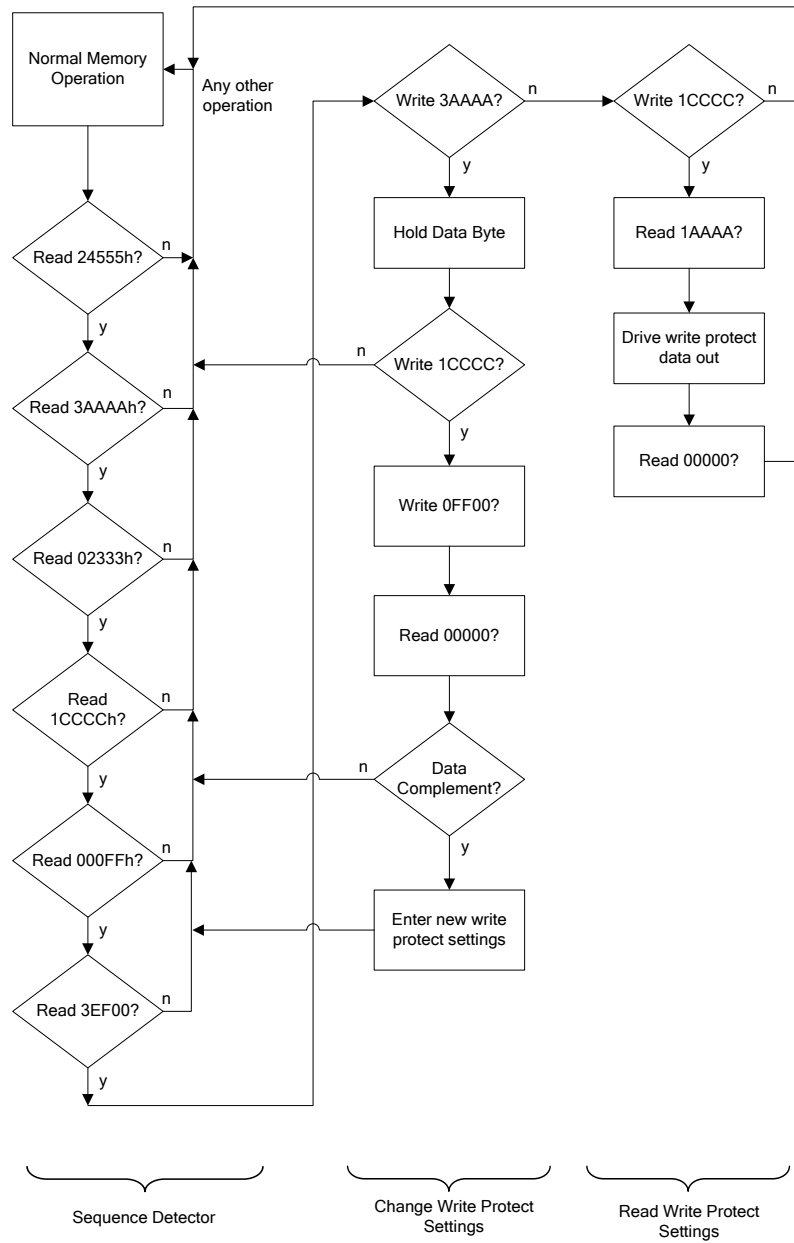 Normal Memory
Operation
Any other
operation
Read 24555h?
n
y
Read 3AAAAh?
n
y
Read 02333h?
n
y
Read
1CCCCh?
n
y
Read 000FFh?
n
y
Read 3EF00?
n
y
Write 3AAAA?
n
y
Hold Data Byte
Write 1CCCC?
n
y
Write 0FF00?
Read 00000?
Data
Complement?
n
y
Enter new write
protect settings
Write 1CCCC?
n
y
Read 1AAAA?
Drive write protect
data out
Read 00000?
Sequence Detector
Change Write Protect
Settings
Read Write Protect
Settings